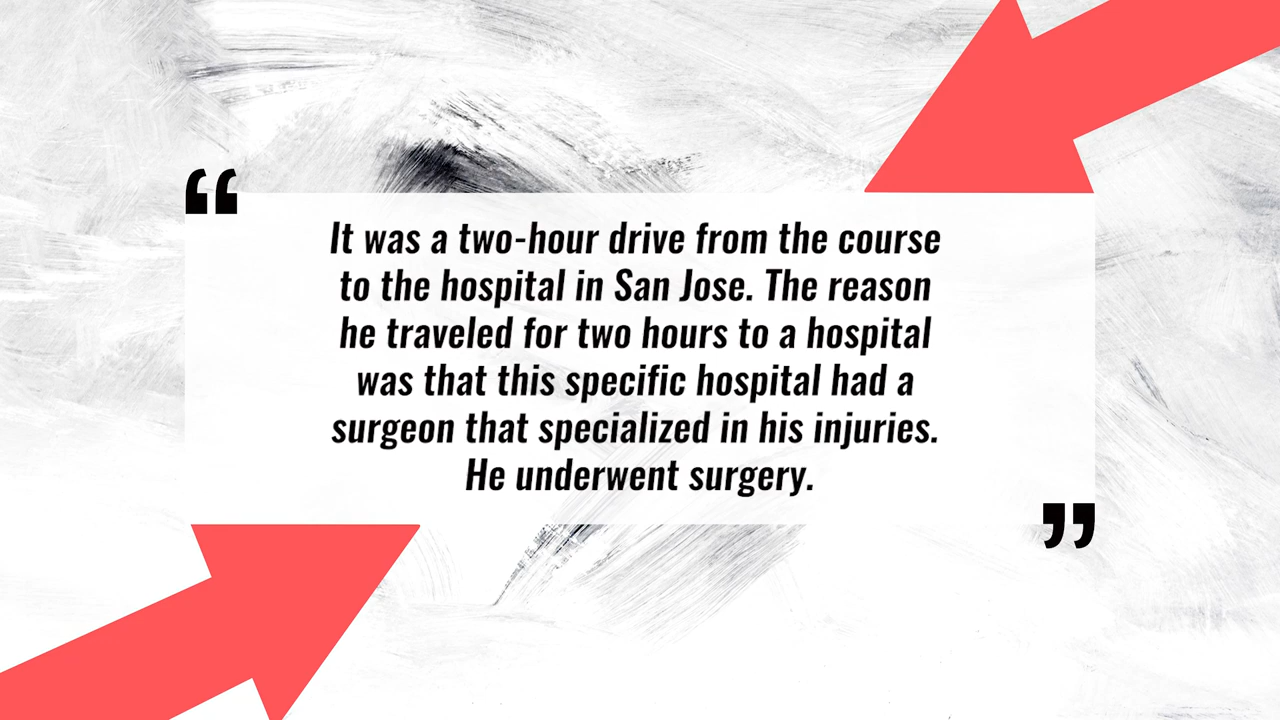 “
It was a two-hour drive from the course
to the hospital in San Jose. The reason
he traveled for two hours to a hospital
was that this specific hospital had a
surgeon that specialized in his injuries.
He underwent surgery.
”